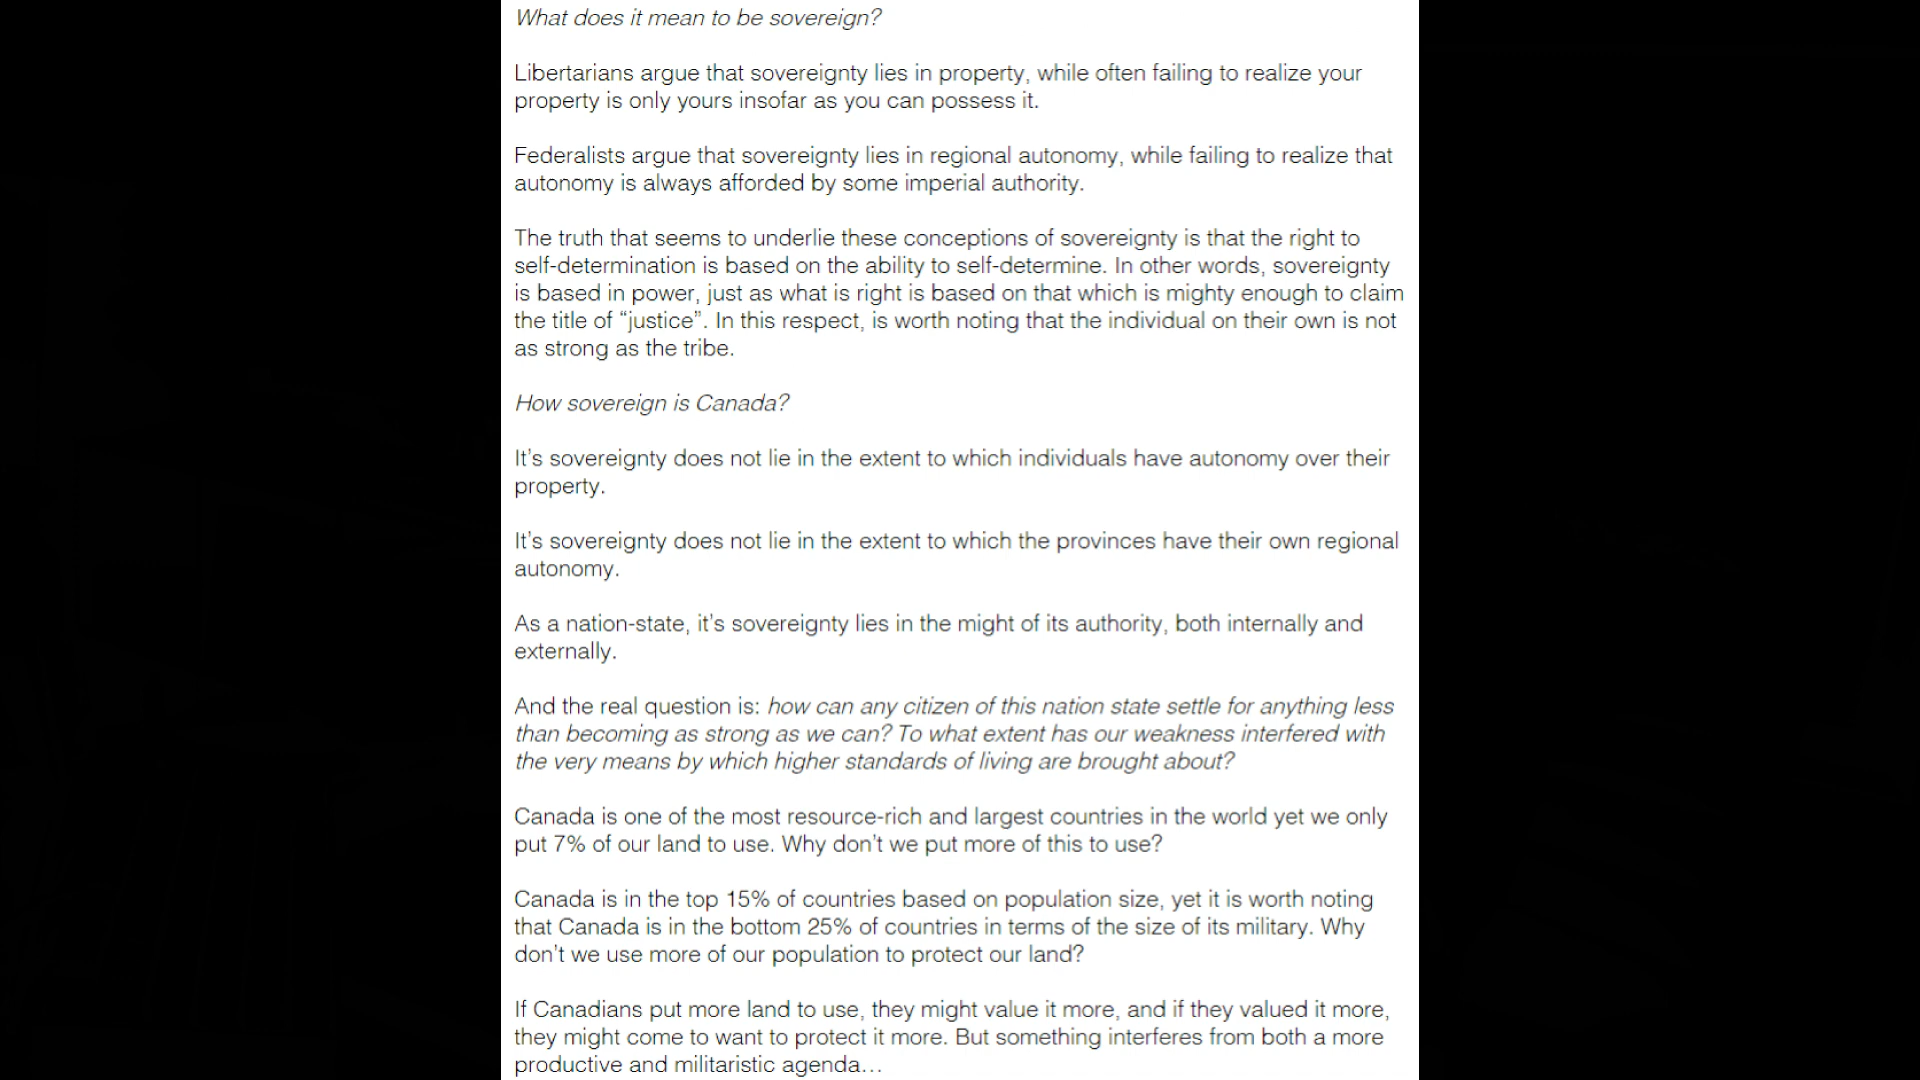 What does it mean to be sovereign?
Libertarians argue that sovereignty lies in property, while often failing to realize your
property is only yours insofar as you can possess it.
Federalists argue that sovereignty lies in regional autonomy, while failing to realize that
autonomy is always afforded by some imperial authority.
The truth that seems to underlie these conceptions of sovereignty is that the right to
self-determination is based on the ability to self-determine. In other words, sovereignty
is based in power, just as what is right is based on that which is mighty enough to claim
the title of “justice”. In this respect, is worth noting that the individual on their own is not
as strong as the tribe.
How sovereign is Canada?
It’s sovereignty does not lie in the extent to which individuals have autonomy over their
property.
It’s sovereignty does not lie in the extent to which the provinces have their own regional
autonomy.
As a nation-state, it’s sovereignty lies in the might of its authority, both internally and
externally.
And the real question is: how can any citizen of this nation state settle for anything less
than becoming as strong as we can? To what extent has our weakness interfered with
the very means by which higher standards of living are brought about?
Canada is one of the most resource-rich and largest countries in the world yet we only
put 7% of our land to use. Why don’t we put more of this to use?
Canada is in the top 15% of countries based on population size, yet it is worth noting
that Canada is in the bottom 25% of countries in terms of the size of its military. Why
don’t we use more of our population to protect our land?
If Canadians put more land to use, they might value it more, and if they valued it more,
they might come to want to protect it more. But something interferes from both a more
productive and militaristic agenda…